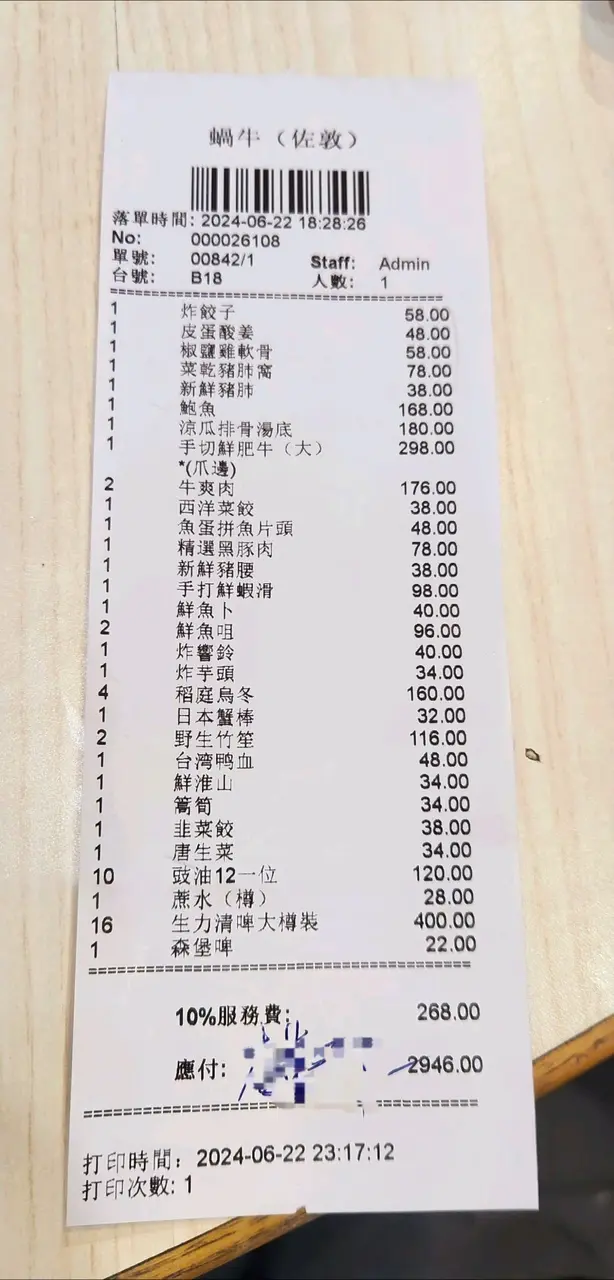 蝸牛（佐敦）
落單時間: 2024-06-22 18:28:26
No: 000026108
單號: 00842/1 Staff: Admin
台號: B18 人數: 1
1 炸餃子 58.00
1 皮蛋酸姜 48.00
1 椒鹽雞軟骨 58.00
1 菜乾豬肺窩 78.00
1 新鮮豬肺 38.00
1 鮑魚 168.00
1 涼瓜排骨湯底 180.00
1 手切鮮肥牛（大） 298.00
*(爪邊)
2 牛爽肉 176.00
1 西洋菜餃 38.00
1 魚蛋拼魚片頭 48.00
1 精選黑豚肉 78.00
1 新鮮豬腰 38.00
1 手打鮮蝦滑 98.00
1 鮮魚卜 40.00
2 鮮魚咀 96.00
1 炸響鈴 40.00
1 炸芋頭 34.00
4 稻庭烏冬 160.00
1 日本蟹棒 32.00
2 野生竹笙 116.00
1 台湾鸭血 48.00
1 鮮淮山 34.00
1 篙筍 34.00
1 韭菜餃 38.00
1 唐生菜 34.00
10 豉油12一位 120.00
1 蔗水（樽） 28.00
16 生力清啤大樽裝 400.00
1 森堡啤 22.00
10%服務費: 268.00
應付: 2946.00
打印時間: 2024-06-22 23:17:12
打印次數: 1